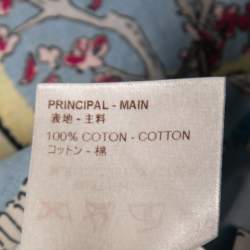 PRINCIPAL - MAIN
表地 - 主料
100% COTON - COTTON
コットン - 棉